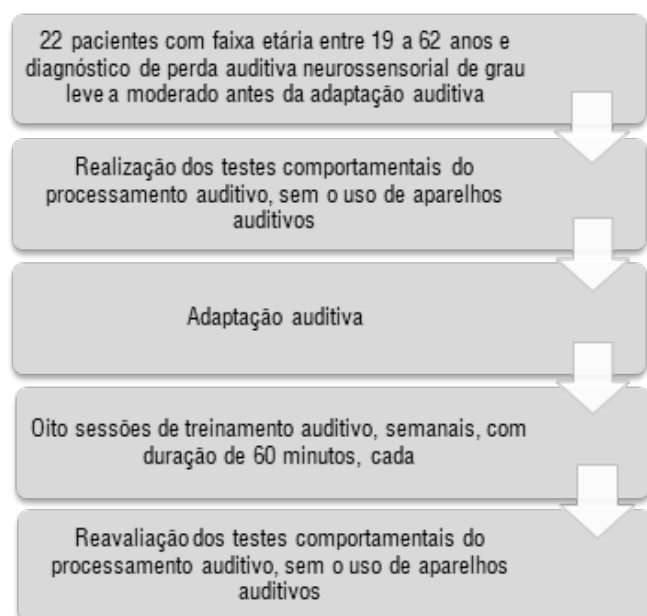 22 pacientes com faixa etária entre 19 a 62 anos e
diagnóstico de perda auditiva neurossensorial de grau
leve a moderado antes da adaptação auditiva
Realização dos testes comportamentais do
processamento auditivo, sem o uso de aparelhos
auditivos
Adaptação auditiva
Oito sessões de treinamento auditivo, semanais, com
duração de 60 minutos, cada
Reavaliação dos testes comportamentais do
processamento auditivo, sem o uso de aparelhos
auditivos